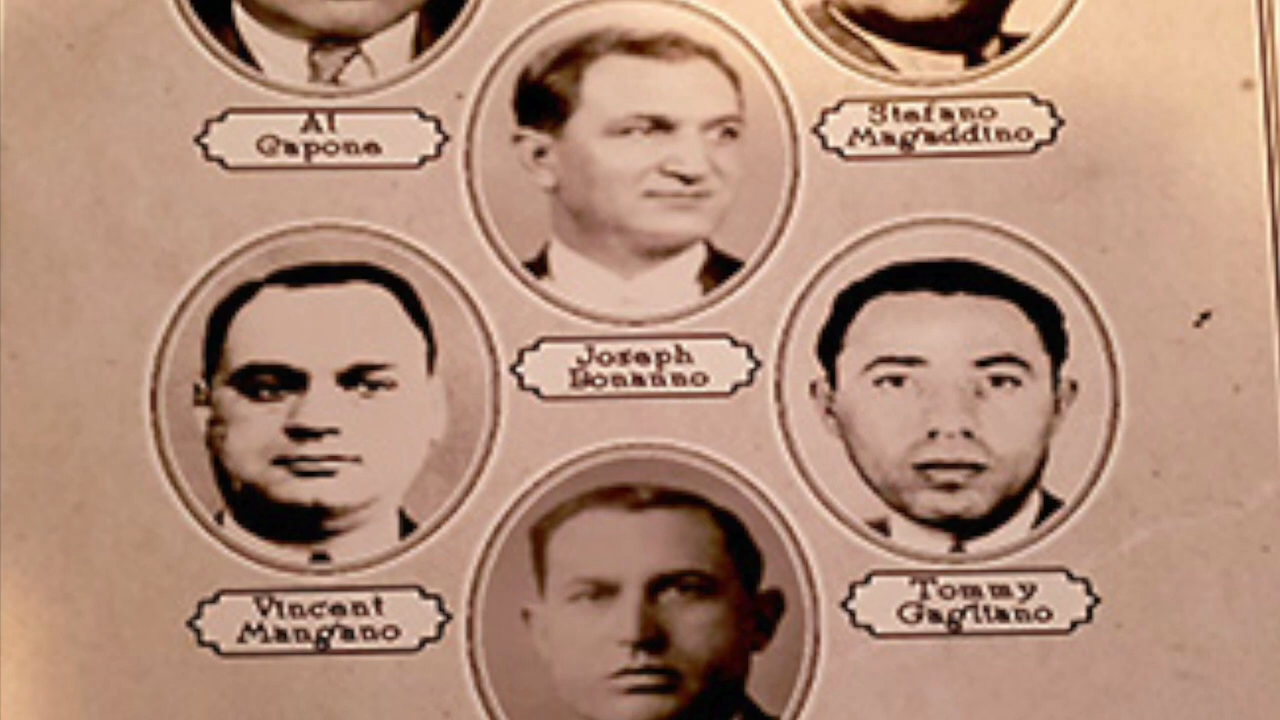 Al
Capone
Stefano
Magaddino
Joseph
Bonanno
Vincent
Mangano
Tommy
Gagliano